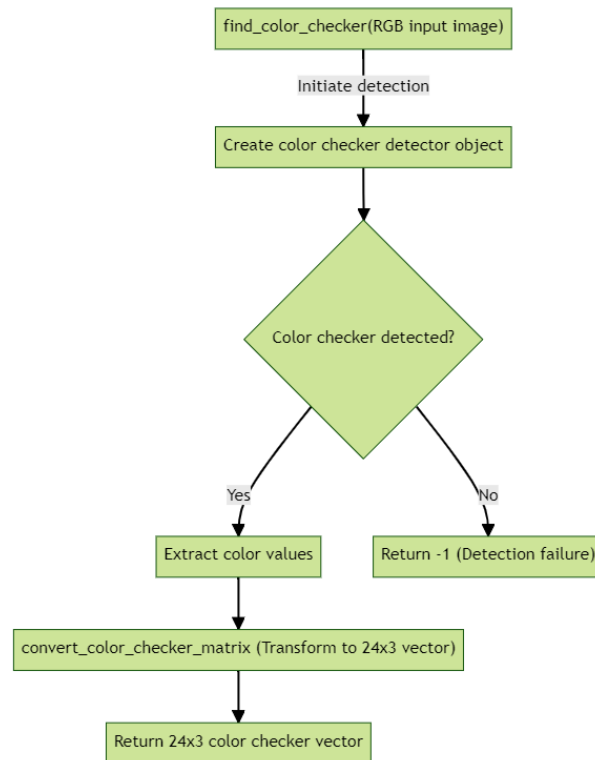 find_color_checker(RGB input image)
Initiate detection
Create color checker detector object
Color checker detected?
Yes
No
Extract color values
Return -1 (Detection failure)
convert_color_checker_matrix (Transform to 24x3 vector)
Return 24x3 color checker vector